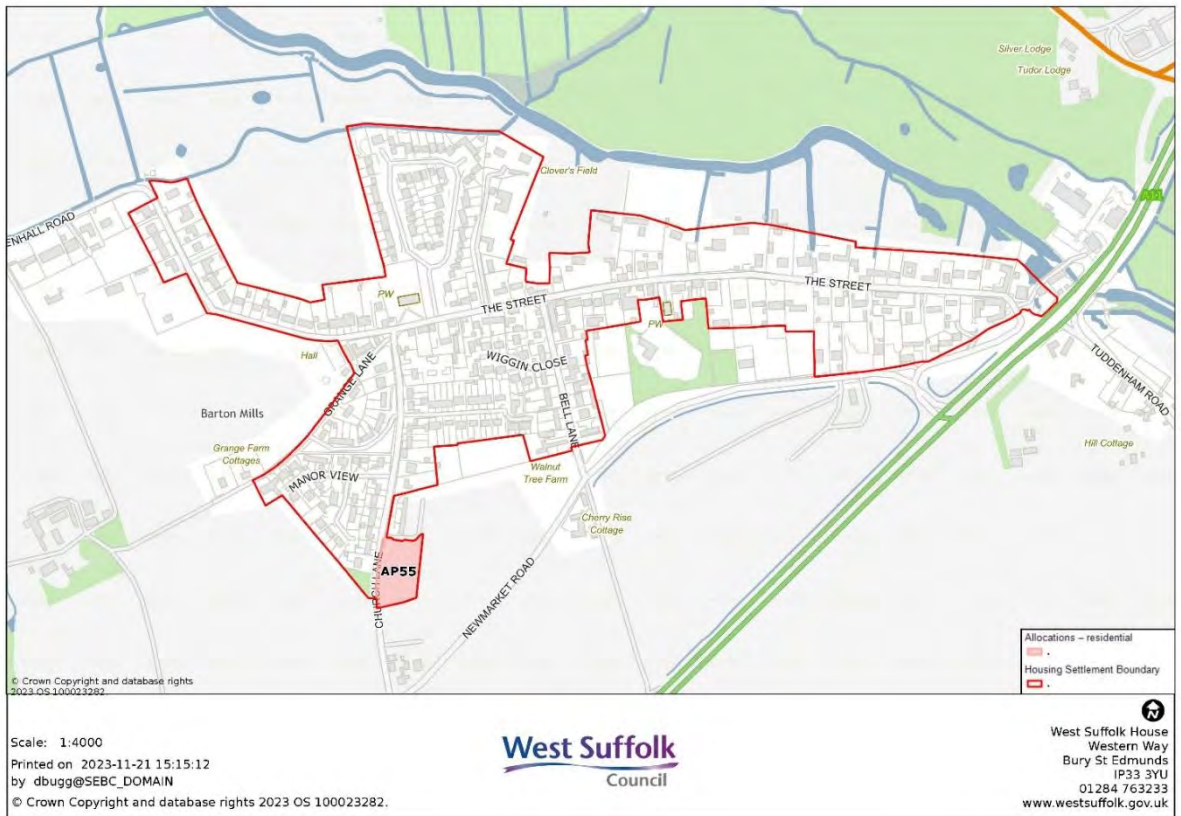 Silver Lodge
Tudor Lodge
A11
Clover's Field
ENHALL ROAD
PW
THE STREET
THE STREET
PW
Hall
WIGGIN CLOSE
GRANGE LANE
BELL LANE
TUDDENHAM ROAD
Barton Mills
Hill Cottage
Grange Farm
Cottages
MANOR VIEW
Walnut
Tree Farm
Cherry Rise
Cottage
AP55
CHURCH LANE
NEWMARKET ROAD
Allocations – residential
.
Housing Settlement Boundary
.
© Crown Copyright and database rights
2023 OS 100023282.
Scale: 1:4000
Printed on 2023-11-21 15:15:12
by dbugg@SEBC_DOMAIN
© Crown Copyright and database rights 2023 OS 100023282.
West Suffolk
Council
N
West Suffolk House
Western Way
Bury St Edmunds
IP33 3YU
01284 763233
www.westsuffolk.gov.uk